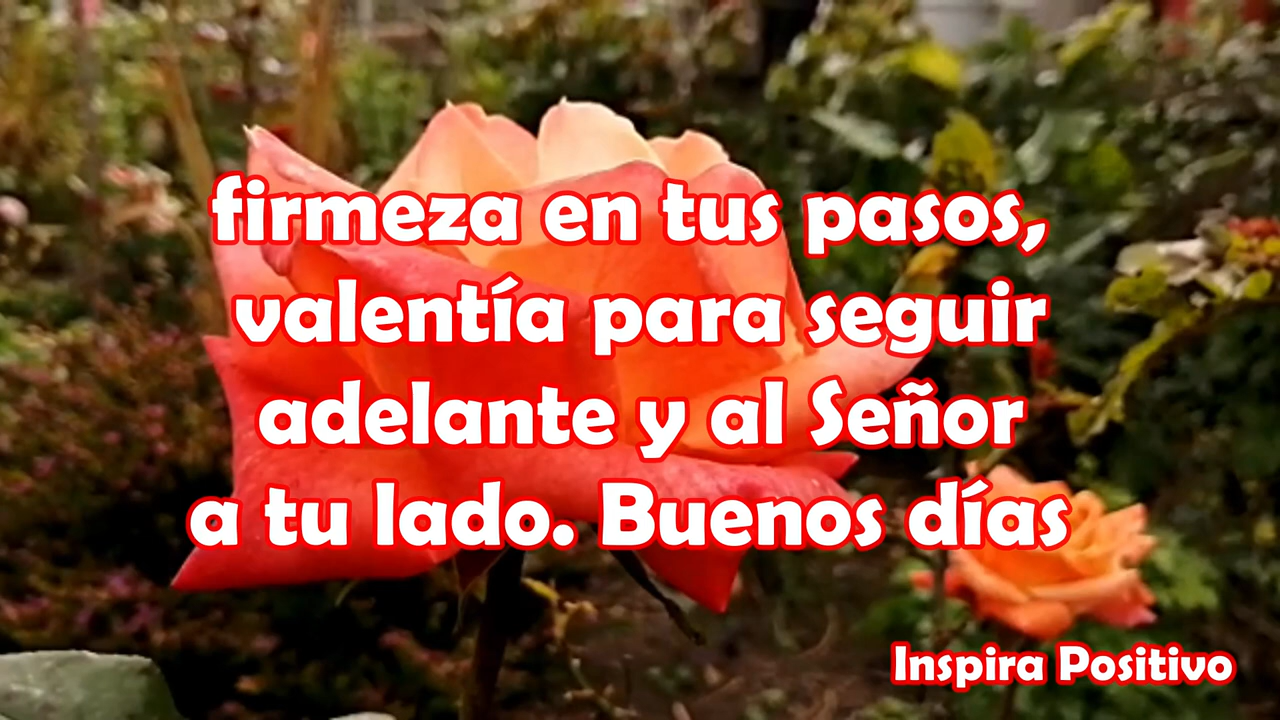 firmeza en tus pasos,
valentía para seguir
adelante y al Señor
a tu lado. Buenos días
Inspira Positivo